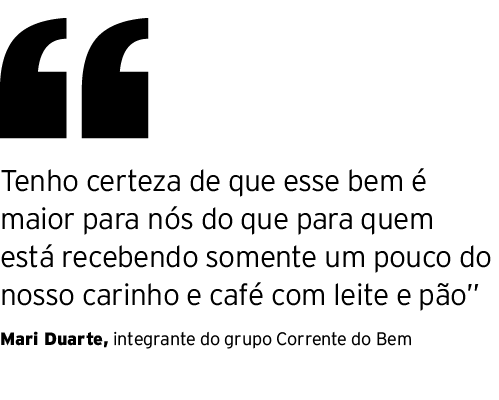 “
Tenho certeza de que esse bem é
maior para nós do que para quem
está recebendo somente um pouco do
nosso carinho e café com leite e pão”
Mari Duarte, integrante do grupo Corrente do Bem